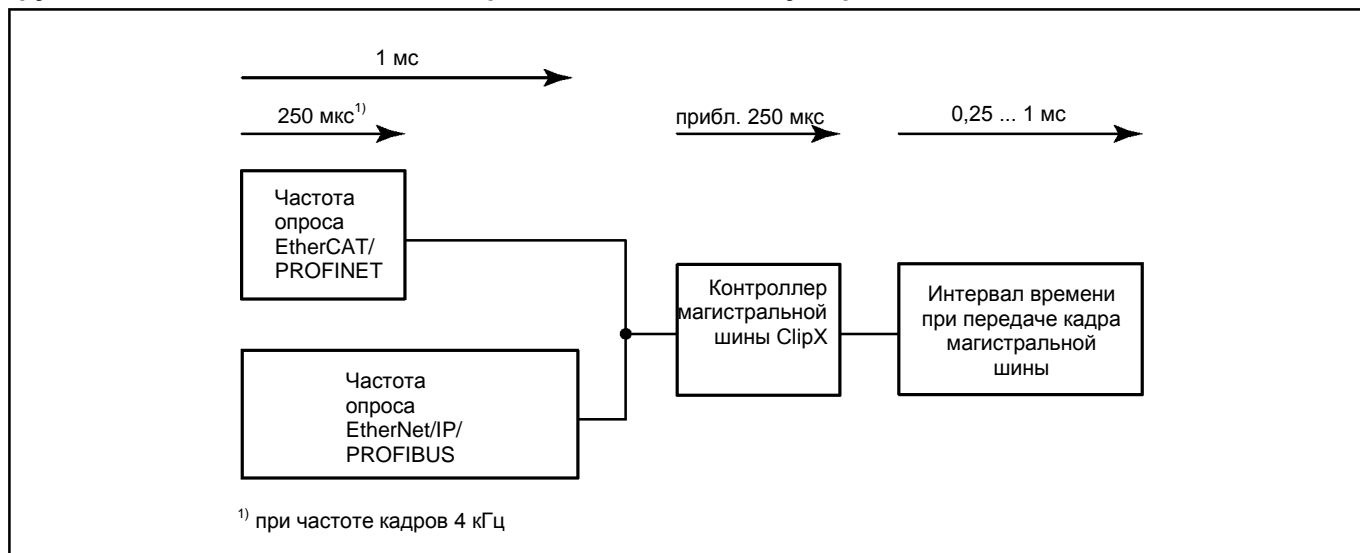 1 мс
250 мкс1)
прибл. 250 мкс
0,25 ... 1 мс
Частота
опроса
EtherCAT/
PROFINET
Контроллер
магистральной
шины ClipX
Интервал времени
при передаче кадра
магистральной
шины
Частота
опроса
EtherNet/IP/
PROFIBUS
1) при частоте кадров 4 кГц